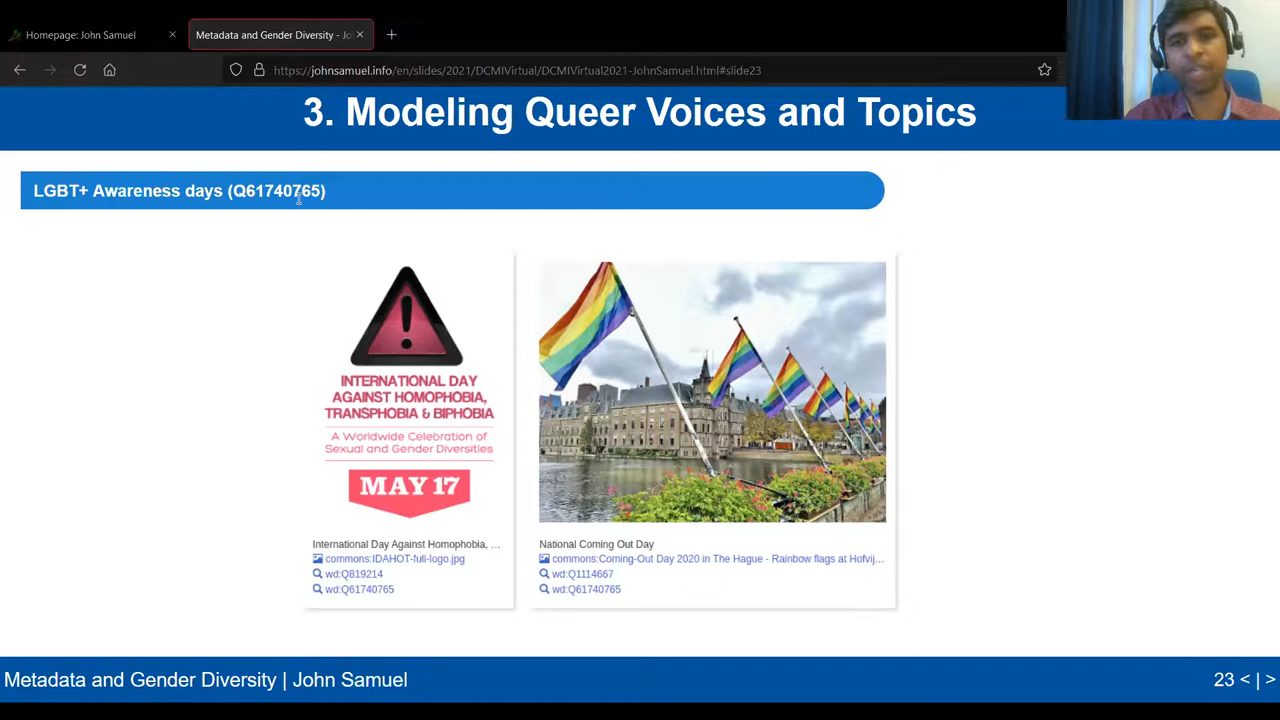 Homepage: John Samuel
Metadata and Gender Diversity - Jo
https://johnsamuel.info/en/slides/2021/DCMIVirtual/DCMIVirtual2021-JohnSamuel.html#slide23
3. Modeling Queer Voices and Topics
LGBT+ Awareness days (Q61740765)
INTERNATIONAL DAY
AGAINST HOMOPHOBIA,
TRANSPHOBIA & BIPHOBIA
A Worldwide Celebration of
Sexual and Gender Diversities
MAY 17
International Day Against Homophobia, ...
commons:IDAHOT-full-logo.jpg
wd:Q819214
wd:Q61740765
National Coming Out Day
commons:Coming-Out Day 2020 in The Hague - Rainbow flags at Hofvij...
wd:Q1114667
wd:Q61740765
Metadata and Gender Diversity | John Samuel
23 < | >